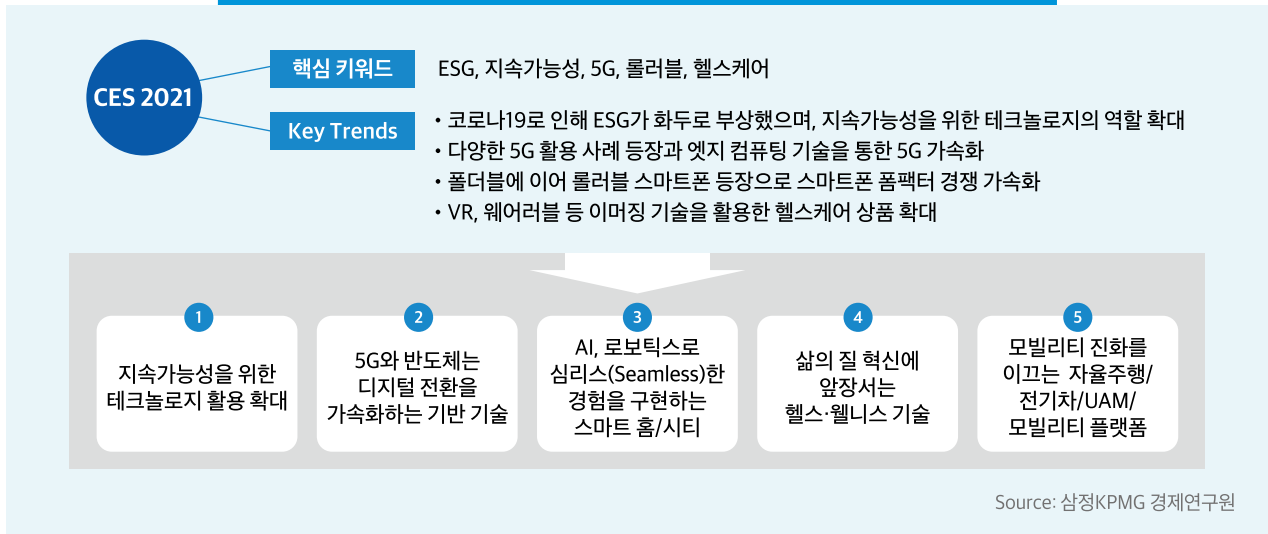 CES 2021
핵심 키워드
ESG, 지속가능성, 5G, 롤러블, 헬스케어
Key Trends
• 코로나19로 인해 ESG가 화두로 부상했으며, 지속가능성을 위한 테크놀로지의 역할 확대
• 다양한 5G 활용 사례 등장과 엣지 컴퓨팅 기술을 통한 5G 가속화
• 폴더블에 이어 롤러블 스마트폰 등장으로 스마트폰 폼팩터 경쟁 가속화
• VR, 웨어러블 등 이머징 기술을 활용한 헬스케어 상품 확대
1
지속가능성을 위한
테크놀로지 활용 확대
2
5G와 반도체는
디지털 전환을
가속화하는 기반 기술
3
AI, 로보틱스로
심리스(Seamless)한
경험을 구현하는
스마트 홈/시티
4
삶의 질 혁신에
앞장서는
헬스·웰니스 기술
5
모빌리티 진화를
이끄는 자율주행/
전기차/UAM/
모빌리티 플랫폼
Source: 삼정KPMG 경제연구원